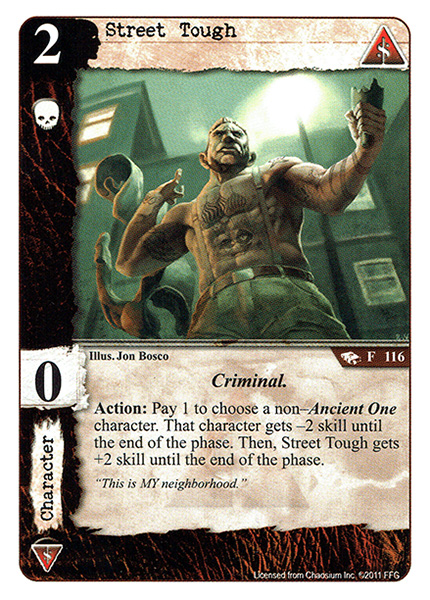 2
Street Tough
Illus. Jon Bosco
F 116
0
Criminal.
Action: Pay 1 to choose a non–Ancient One
character. That character gets –2 skill until
the end of the phase. Then, Street Tough gets
+2 skill until the end of the phase.
“This is MY neighborhood.”
Character
Licensed from Chaosium Inc. ©2011 FFG